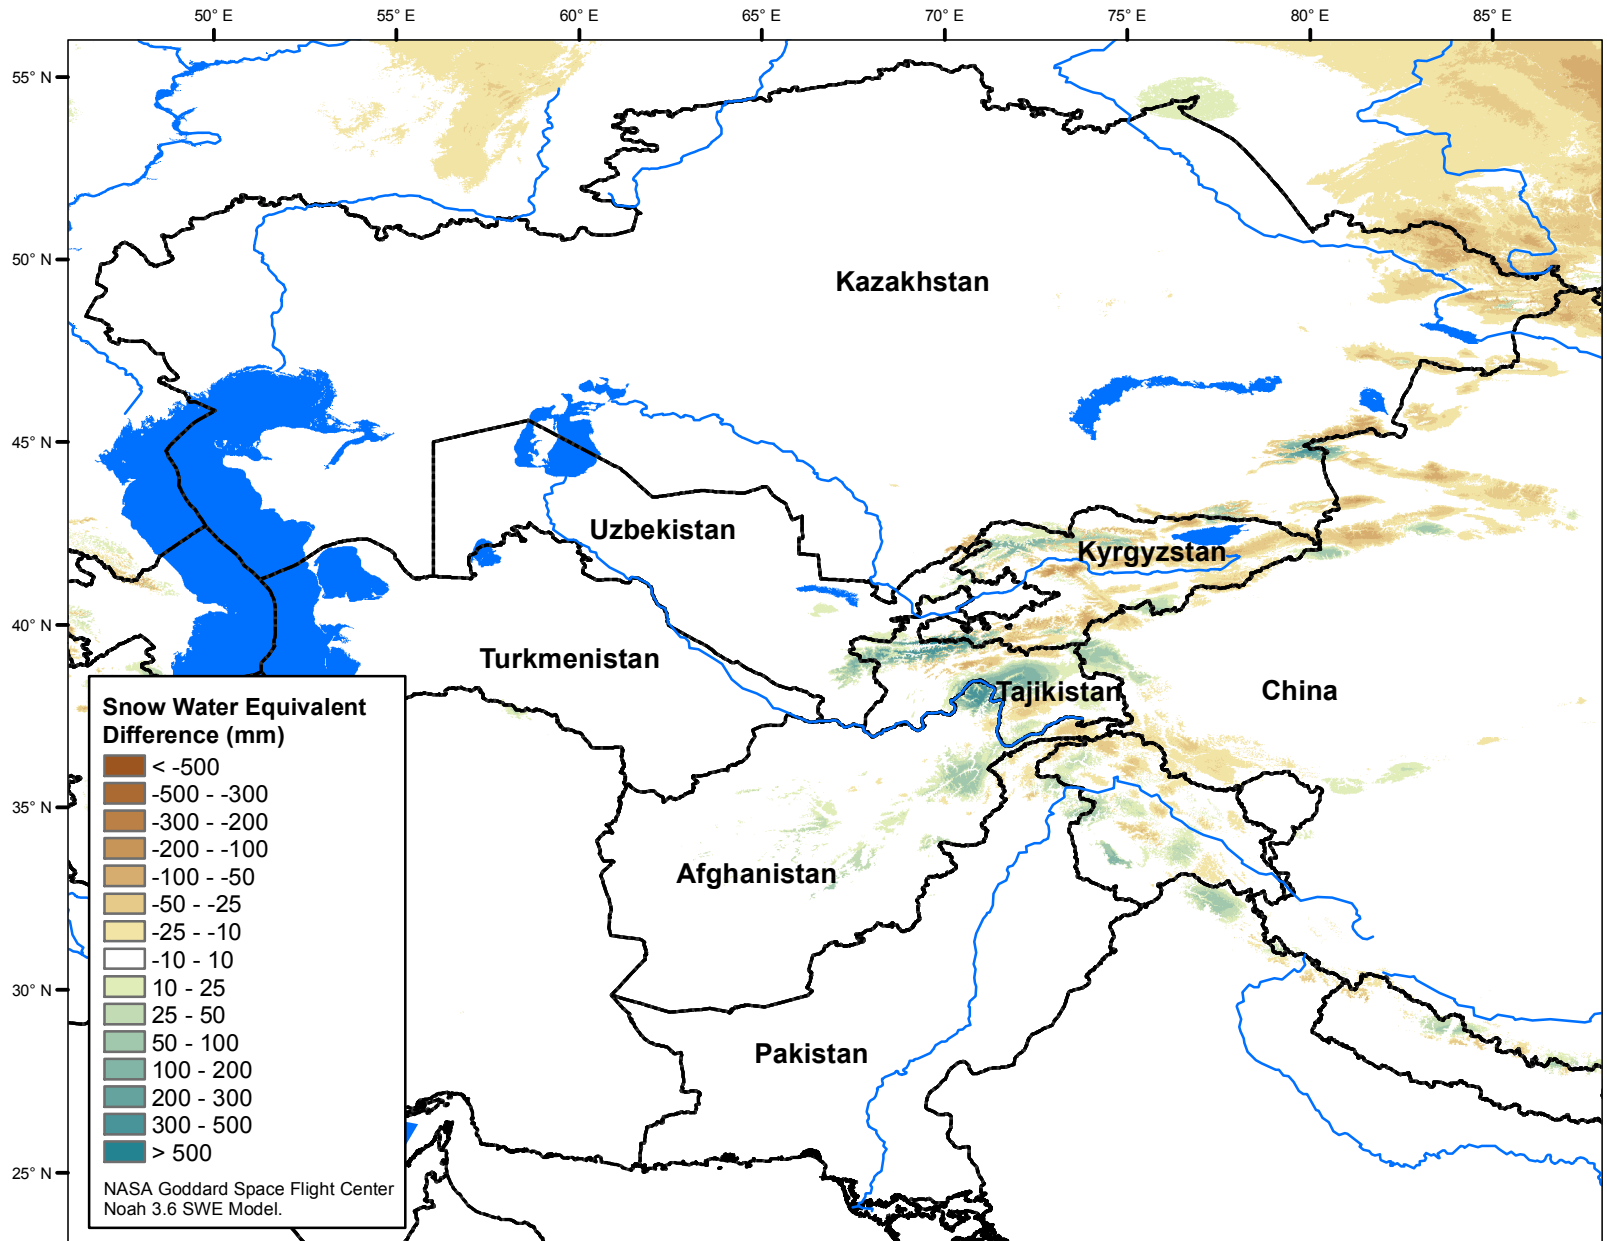 50° E 55° E 60° E 65° E 70° E 75° E 80° E 85° E
55° N
50° N
Kazakhstan
45° N
Uzbekistan
Kyrgyzstan
40° N
Turkmenistan
Tajikistan
China
35° N
Afghanistan
30° N
Pakistan
25° N
Snow Water Equivalent
Difference (mm)
< -500
-500 - -300
-300 - -200
-200 - -100
-100 - -50
-50 - -25
-25 - -10
-10 - 10
10 - 25
25 - 50
50 - 100
100 - 200
200 - 300
300 - 500
> 500
NASA Goddard Space Flight Center
Noah 3.6 SWE Model.